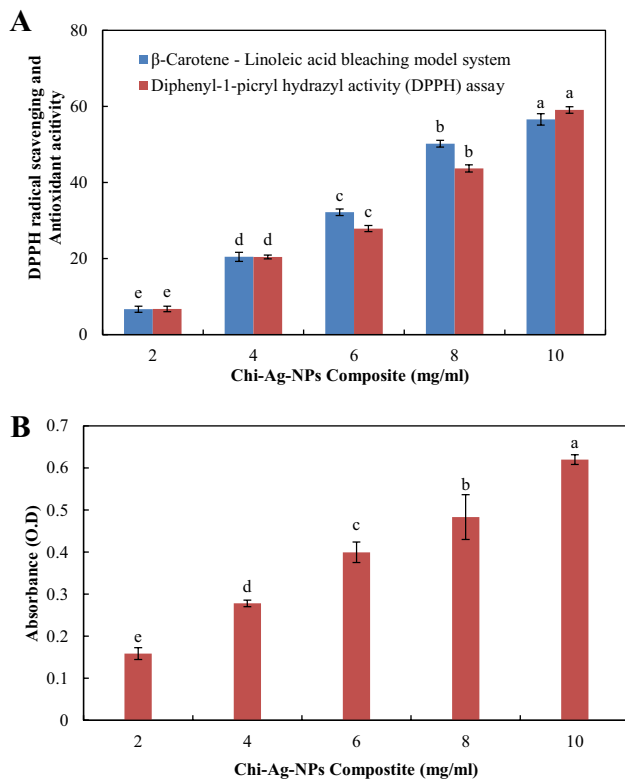 A
DPPH radical scavenging and
Antioxidant acitivity
80
60
40
20
0
β-Carotene - Linoleic acid bleaching model system
Diphenyl-1-picryl hydrazyl activity (DPPH) assay
e e d d c c b b a a
2 4 6 8 10
Chi-Ag-NPs Composite (mg/ml)
B
Absorbance (O.D)
0.7
0.6
0.5
0.4
0.3
0.2
0.1
0
e d c b a
2 4 6 8 10
Chi-Ag-NPs Compostite (mg/ml)